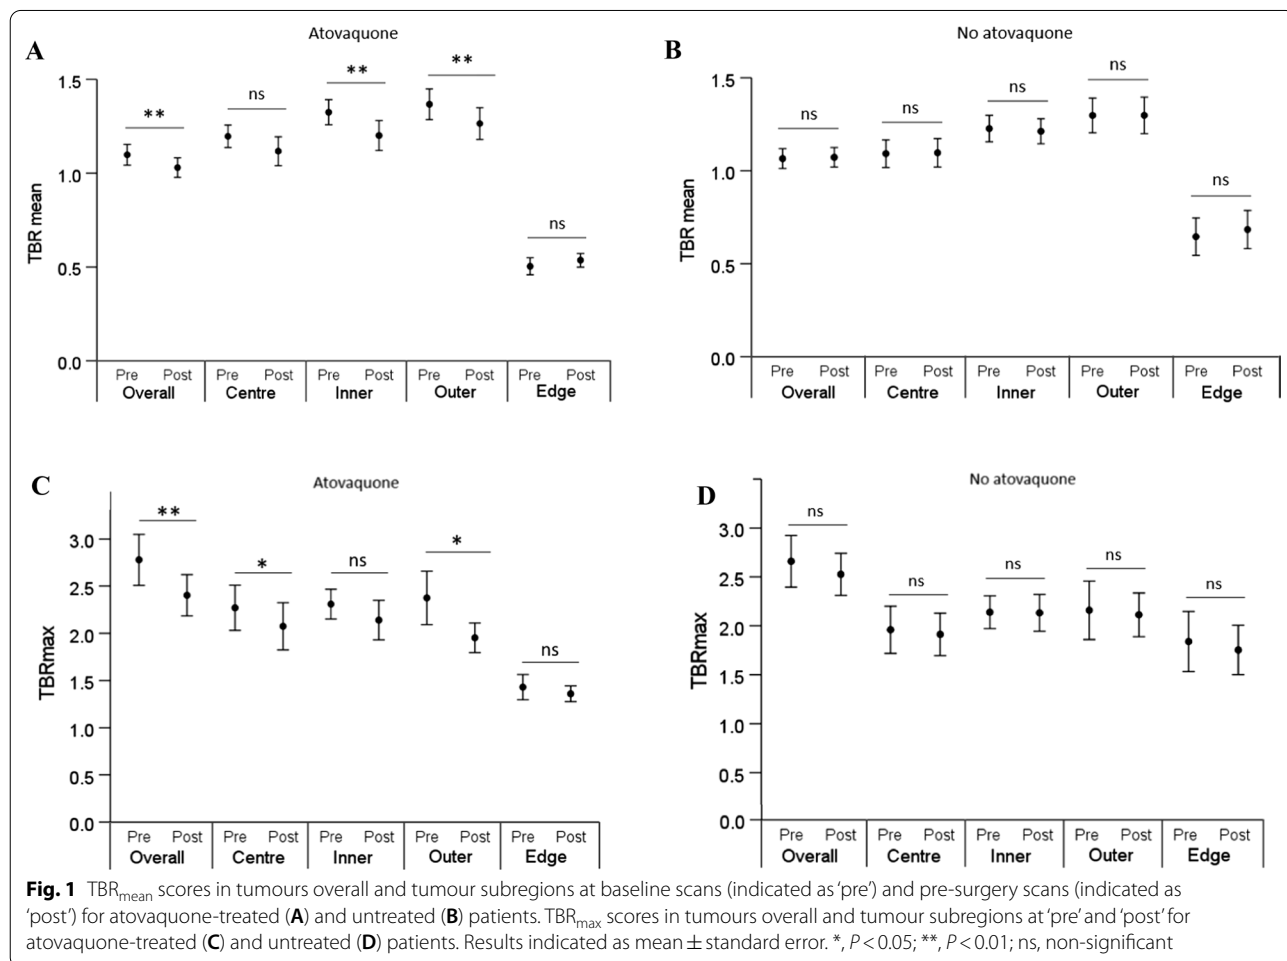 A
Atovaquone
TBR mean
1.5
1.0
0.5
0.0
**
ns
**
**
ns
Pre Post Pre Post Pre Post Pre Post Pre Post
Overall Centre Inner Outer Edge
B
No atovaquone
TBR mean
1.5
1.0
0.5
0.0
ns
ns
ns
ns
ns
Pre Post Pre Post Pre Post Pre Post Pre Post
Overall Centre Inner Outer Edge
C
Atovaquone
TBRmax
3.0
2.5
2.0
1.5
1.0
0.5
0.0
**
*
ns
*
ns
Pre Post Pre Post Pre Post Pre Post Pre Post
Overall Centre Inner Outer Edge
D
No atovaquone
TBRmax
3.0
2.5
2.0
1.5
1.0
0.5
0.0
ns
ns
ns
ns
ns
Pre Post Pre Post Pre Post Pre Post Pre Post
Overall Centre Inner Outer Edge
Fig. 1 TBRmean scores in tumours overall and tumour subregions at baseline scans (indicated as ‘pre’) and pre-surgery scans (indicated as
‘post’) for atovaquone-treated (A) and untreated (B) patients. TBRmax scores in tumours overall and tumour subregions at ‘pre’ and ‘post’ for
atovaquone-treated (C) and untreated (D) patients. Results indicated as mean ± standard error. *, P < 0.05; **, P < 0.01; ns, non-significant